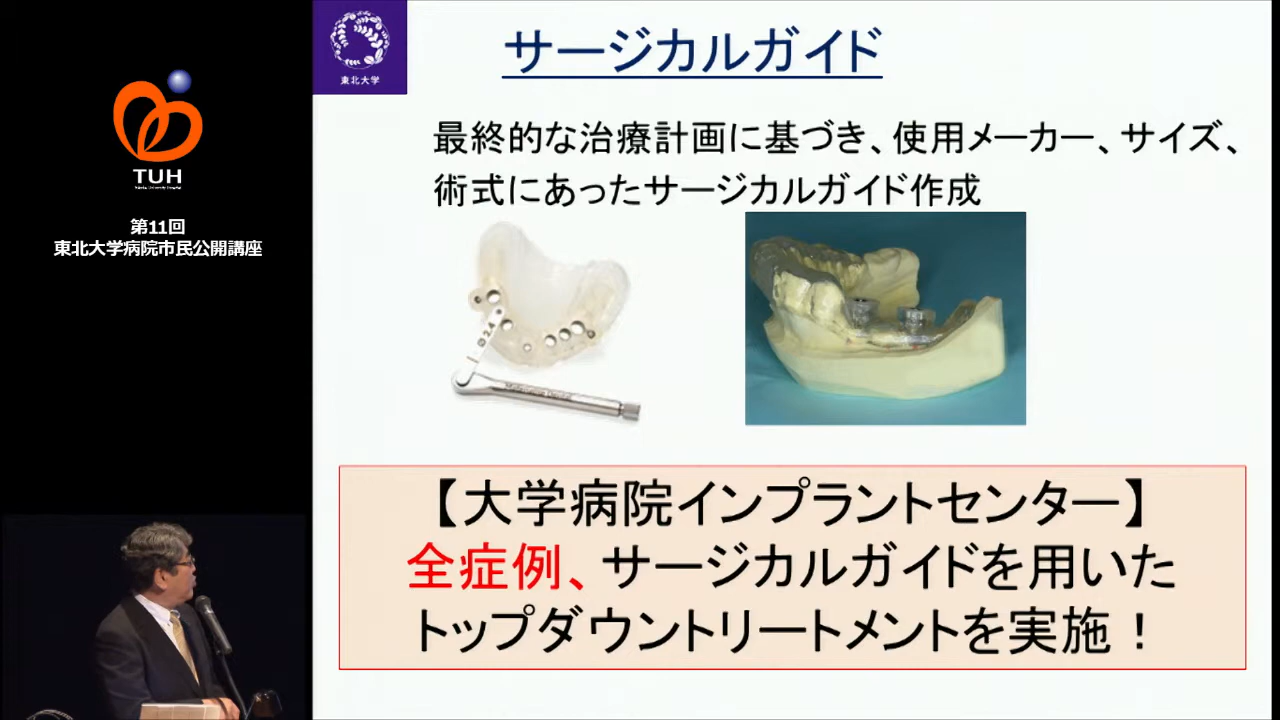 TUH
Tohoku University Hospital
第11回
東北大学病院市民公開講座
東北大学
サージカルガイド
最終的な治療計画に基づき、使用メーカー、サイズ、
術式にあったサージカルガイド作成
【大学病院インプラントセンター】
全症例、サージカルガイドを用いた
トップダウントリートメントを実施！